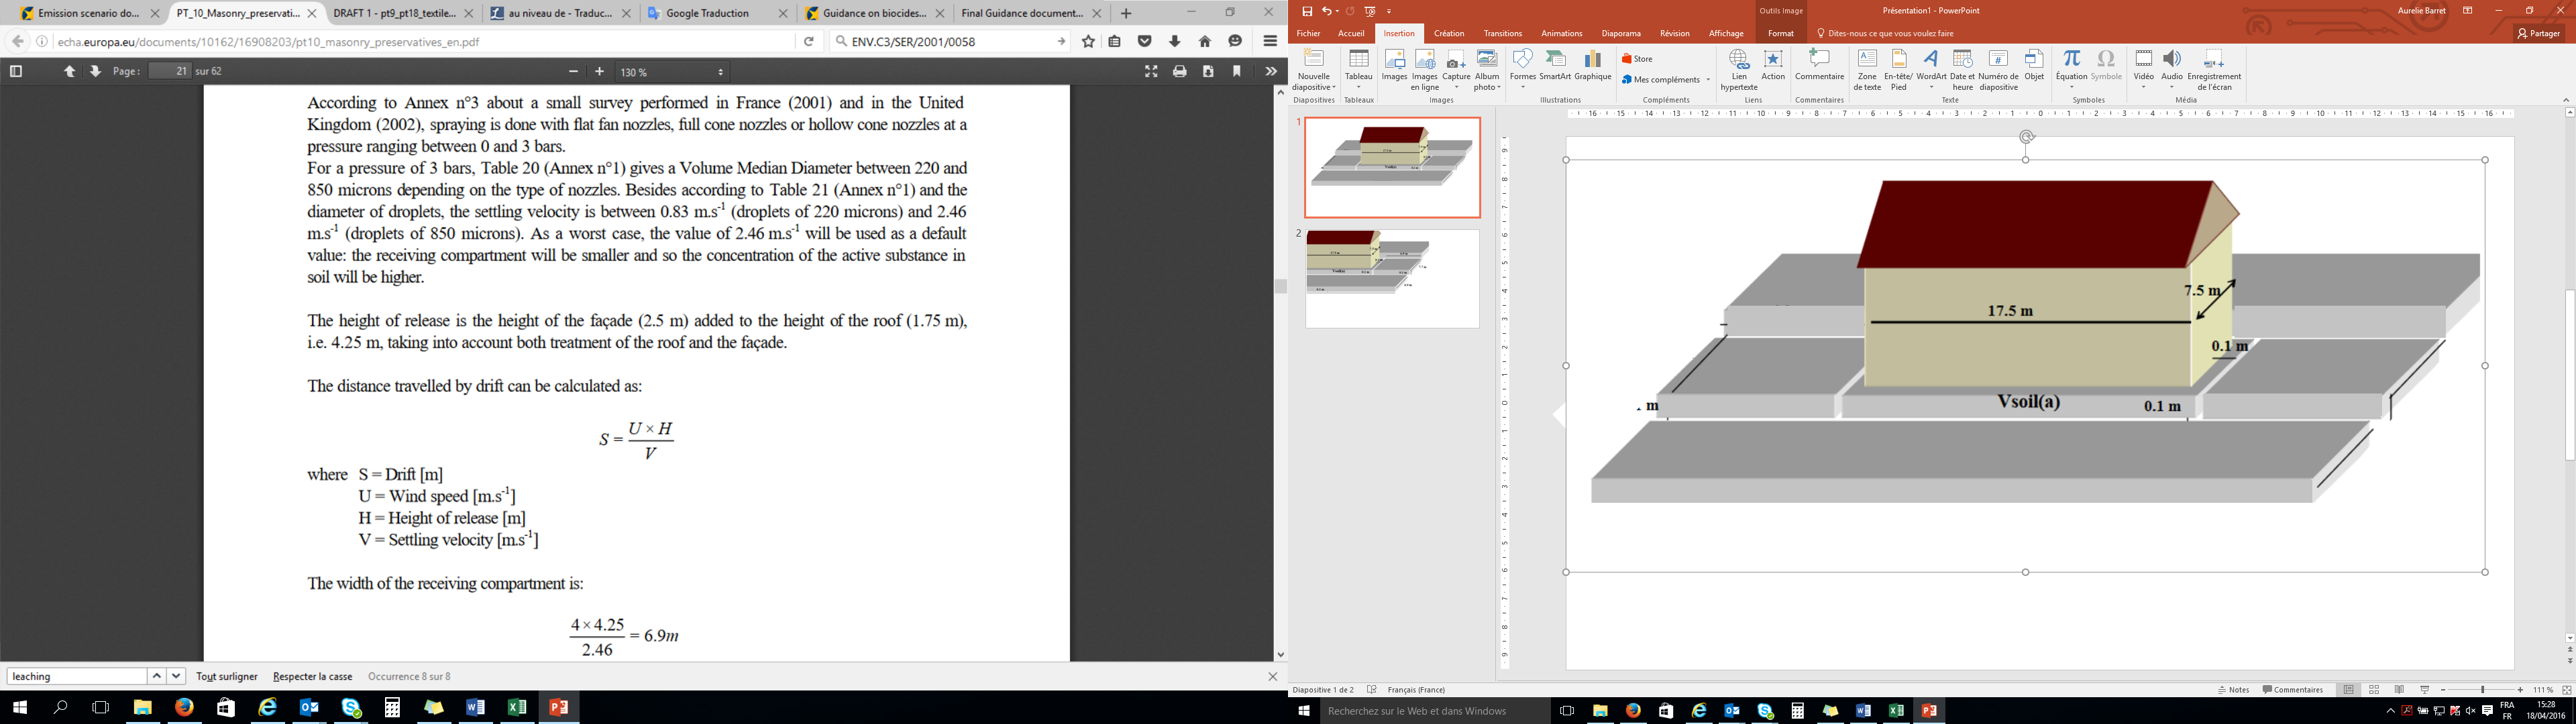 Emission scenario do...
PT_10_Masonry_preservati...
DRAFT 1 - pt9_pt18_textile...
au niveau de - Traduc...
Google Traduction
Guidance on biocides...
Final Guidance document...
echa.europa.eu/documents/10162/16908203/pt10_masonry_preservatives_en.pdf
ENV.C3/SER/2001/0058
Page : 21 sur 62
130 %
According to Annex n°3 about a small survey performed in France (2001) and in the United
Kingdom (2002), spraying is done with flat fan nozzles, full cone nozzles or hollow cone nozzles at a
pressure ranging between 0 and 3 bars.
For a pressure of 3 bars, Table 20 (Annex n°1) gives a Volume Median Diameter between 220 and
850 microns depending on the type of nozzles. Besides according to Table 21 (Annex n°1) and the
diameter of droplets, the settling velocity is between 0.83 m.s-1 (droplets of 220 microns) and 2.46
m.s-1 (droplets of 850 microns). As a worst case, the value of 2.46 m.s-1 will be used as a default
value: the receiving compartment will be smaller and so the concentration of the active substance in
soil will be higher.
The height of release is the height of the façade (2.5 m) added to the height of the roof (1.75 m),
i.e. 4.25 m, taking into account both treatment of the roof and the façade.
The distance travelled by drift can be calculated as:
S = U × H / V
where S = Drift [m]
U = Wind speed [m.s-1]
H = Height of release [m]
V = Settling velocity [m.s-1]
The width of the receiving compartment is:
4 × 4.25 / 2.46 = 6.9m
leaching
Tout surligner
Respecter la casse
Occurrence 8 sur 8
Outils Image
Présentation1 - PowerPoint
Aurelie Barret
Fichier
Accueil
Insertion
Création
Transitions
Animations
Diaporama
Révision
Affichage
Format
Dites-nous ce que vous voulez faire
Partager
Nouvelle diapositive
Tableau
Images
Images en ligne
Capture
Album photo
Formes
SmartArt
Graphique
Store
Mes compléments
Lien hypertexte
Action
Commentaire
Zone de texte
En-tête/ Pied
WordArt
Date et heure
Numéro de diapositive
Objet
Équation
Symbole
Vidéo
Audio
Enregistrement de l'écran
Diapositives
Tableaux
Images
Illustrations
Compléments
Liens
Commentaires
Texte
Symboles
Média
1
2
17.5 m
7.5 m
0.1 m
Vsoil(a)
0.1 m
m
Diapositive 1 de 2
Français (France)
Notes
Commentaires
111 %
Recherchez sur le Web et dans Windows
FRA
FR
15:28
18/04/2016